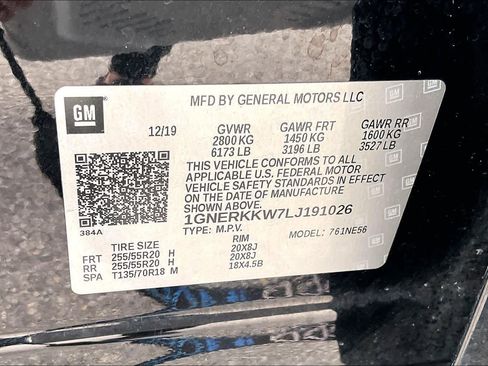 GM
MFD BY GENERAL MOTORS LLC
12/19 GVWR GAWR FRT GAWR RR
2800 KG 1450 KG 1600 KG
6173 LB 3196 LB 3527 LB
THIS VEHICLE CONFORMS TO ALL
APPLICABLE U.S. FEDERAL MOTOR
VEHICLE SAFETY STANDARDS IN EFFECT
ON THE DATE OF MANUFACTURE
SHOWN ABOVE.
1GNERKKW7LJ191026
384A
TYPE: M.P.V. MODEL: 761NE56
TIRE SIZE RIM
FRT 255/55R20 H 20X8J
RR 255/55R20 H 20X8J
SPA T135/70R18 M 18X4.5B